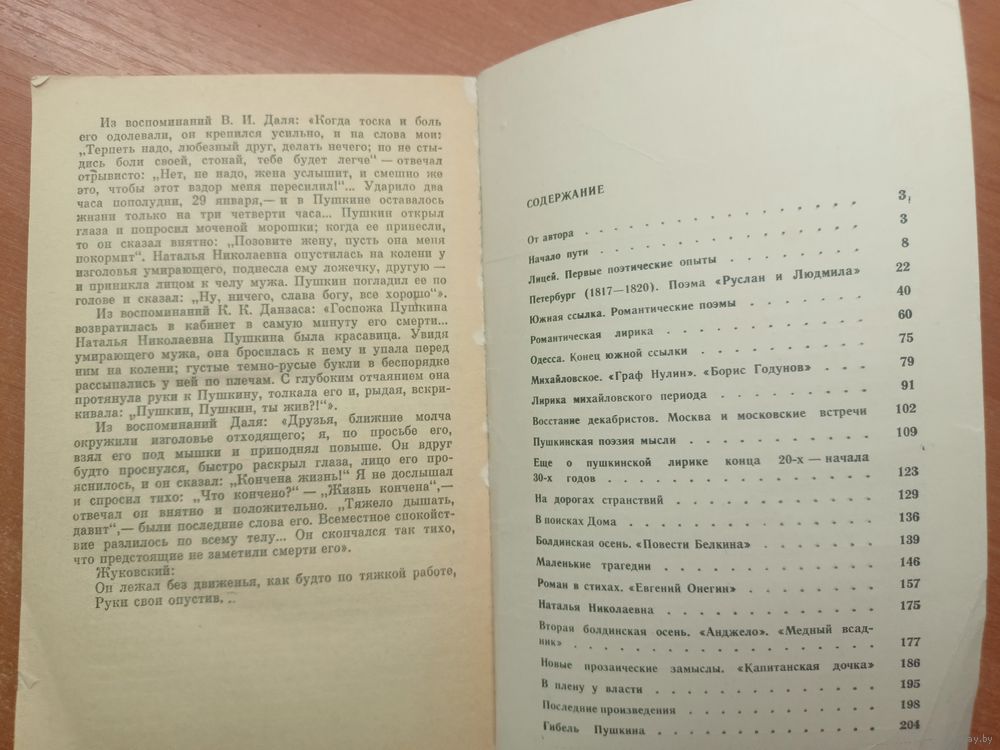 Из воспоминаний В. И. Даля: «Когда тоска и боль
его одолевали, он крепился усильно, и на слова мои:
„Терпеть надо, любезный друг, делать нечего; но не сты-
дись боли своей, стонай, тебе будет легче“ — отвечал
отрывисто: „Нет, не надо, жена услышит, и смешно же
это, чтобы этот вздор меня пересилил!“... Ударило два
часа пополудни, 29 января,— и в Пушкине оставалось
жизни только на три четверти часа... Пушкин открыл
глаза и попросил моченой морошки; когда ее принесли,
то он сказал внятно: „Позовите жену, пусть она меня
покормит“. Наталья Николаевна опустилась на колени у
изголовья умирающего, поднесла ему ложечку, другую —
и приникла лицом к челу мужа. Пушкин погладил ее по
голове и сказал: „Ну, ничего, слава богу, все хорошо“».
Из воспоминаний К. К. Данзаса: «Госпожа Пушкина
возвратилась в кабинет в самую минуту его смерти...
Наталья Николаевна Пушкина была красавица. Увидя
умирающего мужа, она бросилась к нему и упала перед
ним на колени; густые темно-русые букли в беспорядке
рассыпались у ней по плечам. С глубоким отчаянием она
протянула руки к Пушкину, толкала его и, рыдая, вскри-
кивала: „Пушкин, Пушкин, ты жив?!“».
Из воспоминаний Даля: «Друзья, ближние молча
окружили изголовье отходящего; я, по просьбе его,
взял его под мышки и приподнял повыше. Он вдруг
будто проснулся, быстро раскрыл глаза, лицо его про-
яснилось, и он сказал: „Кончена жизнь!“ Я не дослышал
и спросил тихо: „Что кончено?“ — „Жизнь кончена“,—
отвечал он внятно и положительно. „Тяжело дышать,
давит“,— были последние слова его. Всеместное спокойст-
вие разлилось по всему телу... Он скончался так тихо,
что предстоящие не заметили смерти его».
Жуковский:
Он лежал без движенья, как будто по тяжкой работе,
Руки свои опустив...
СОДЕРЖАНИЕ
От автора . . . 3
Начало пути . . . 3
Лицей. Первые поэтические опыты . . . 8
Петербург (1817—1820). Поэма «Руслан и Людмила» 22
Южная ссылка. Романтические поэмы . . . 40
Романтическая лирика . . . 60
Одесса. Конец южной ссылки . . . 75
Михайловское. «Граф Нулин». «Борис Годунов» . . . 79
Лирика михайловского периода . . . 91
Восстание декабристов. Москва и московские встречи 102
Пушкинская поэзия мысли . . . 109
Еще о пушкинской лирике конца 20-х — начала
30-х годов . . . 123
На дорогах странствий . . . 129
В поисках Дома . . . 136
Болдинская осень. «Повести Белкина» . . . 139
Маленькие трагедии . . . 146
Роман в стихах. «Евгений Онегин» . . . 157
Наталья Николаевна . . . 175
Вторая болдинская осень. «Анджело». «Медный всад-
ник» . . . 177
Новые прозаические замыслы. «Капитанская дочка» 186
В плену у власти . . . 195
Последние произведения . . . 198
Гибель Пушкина . . . 204